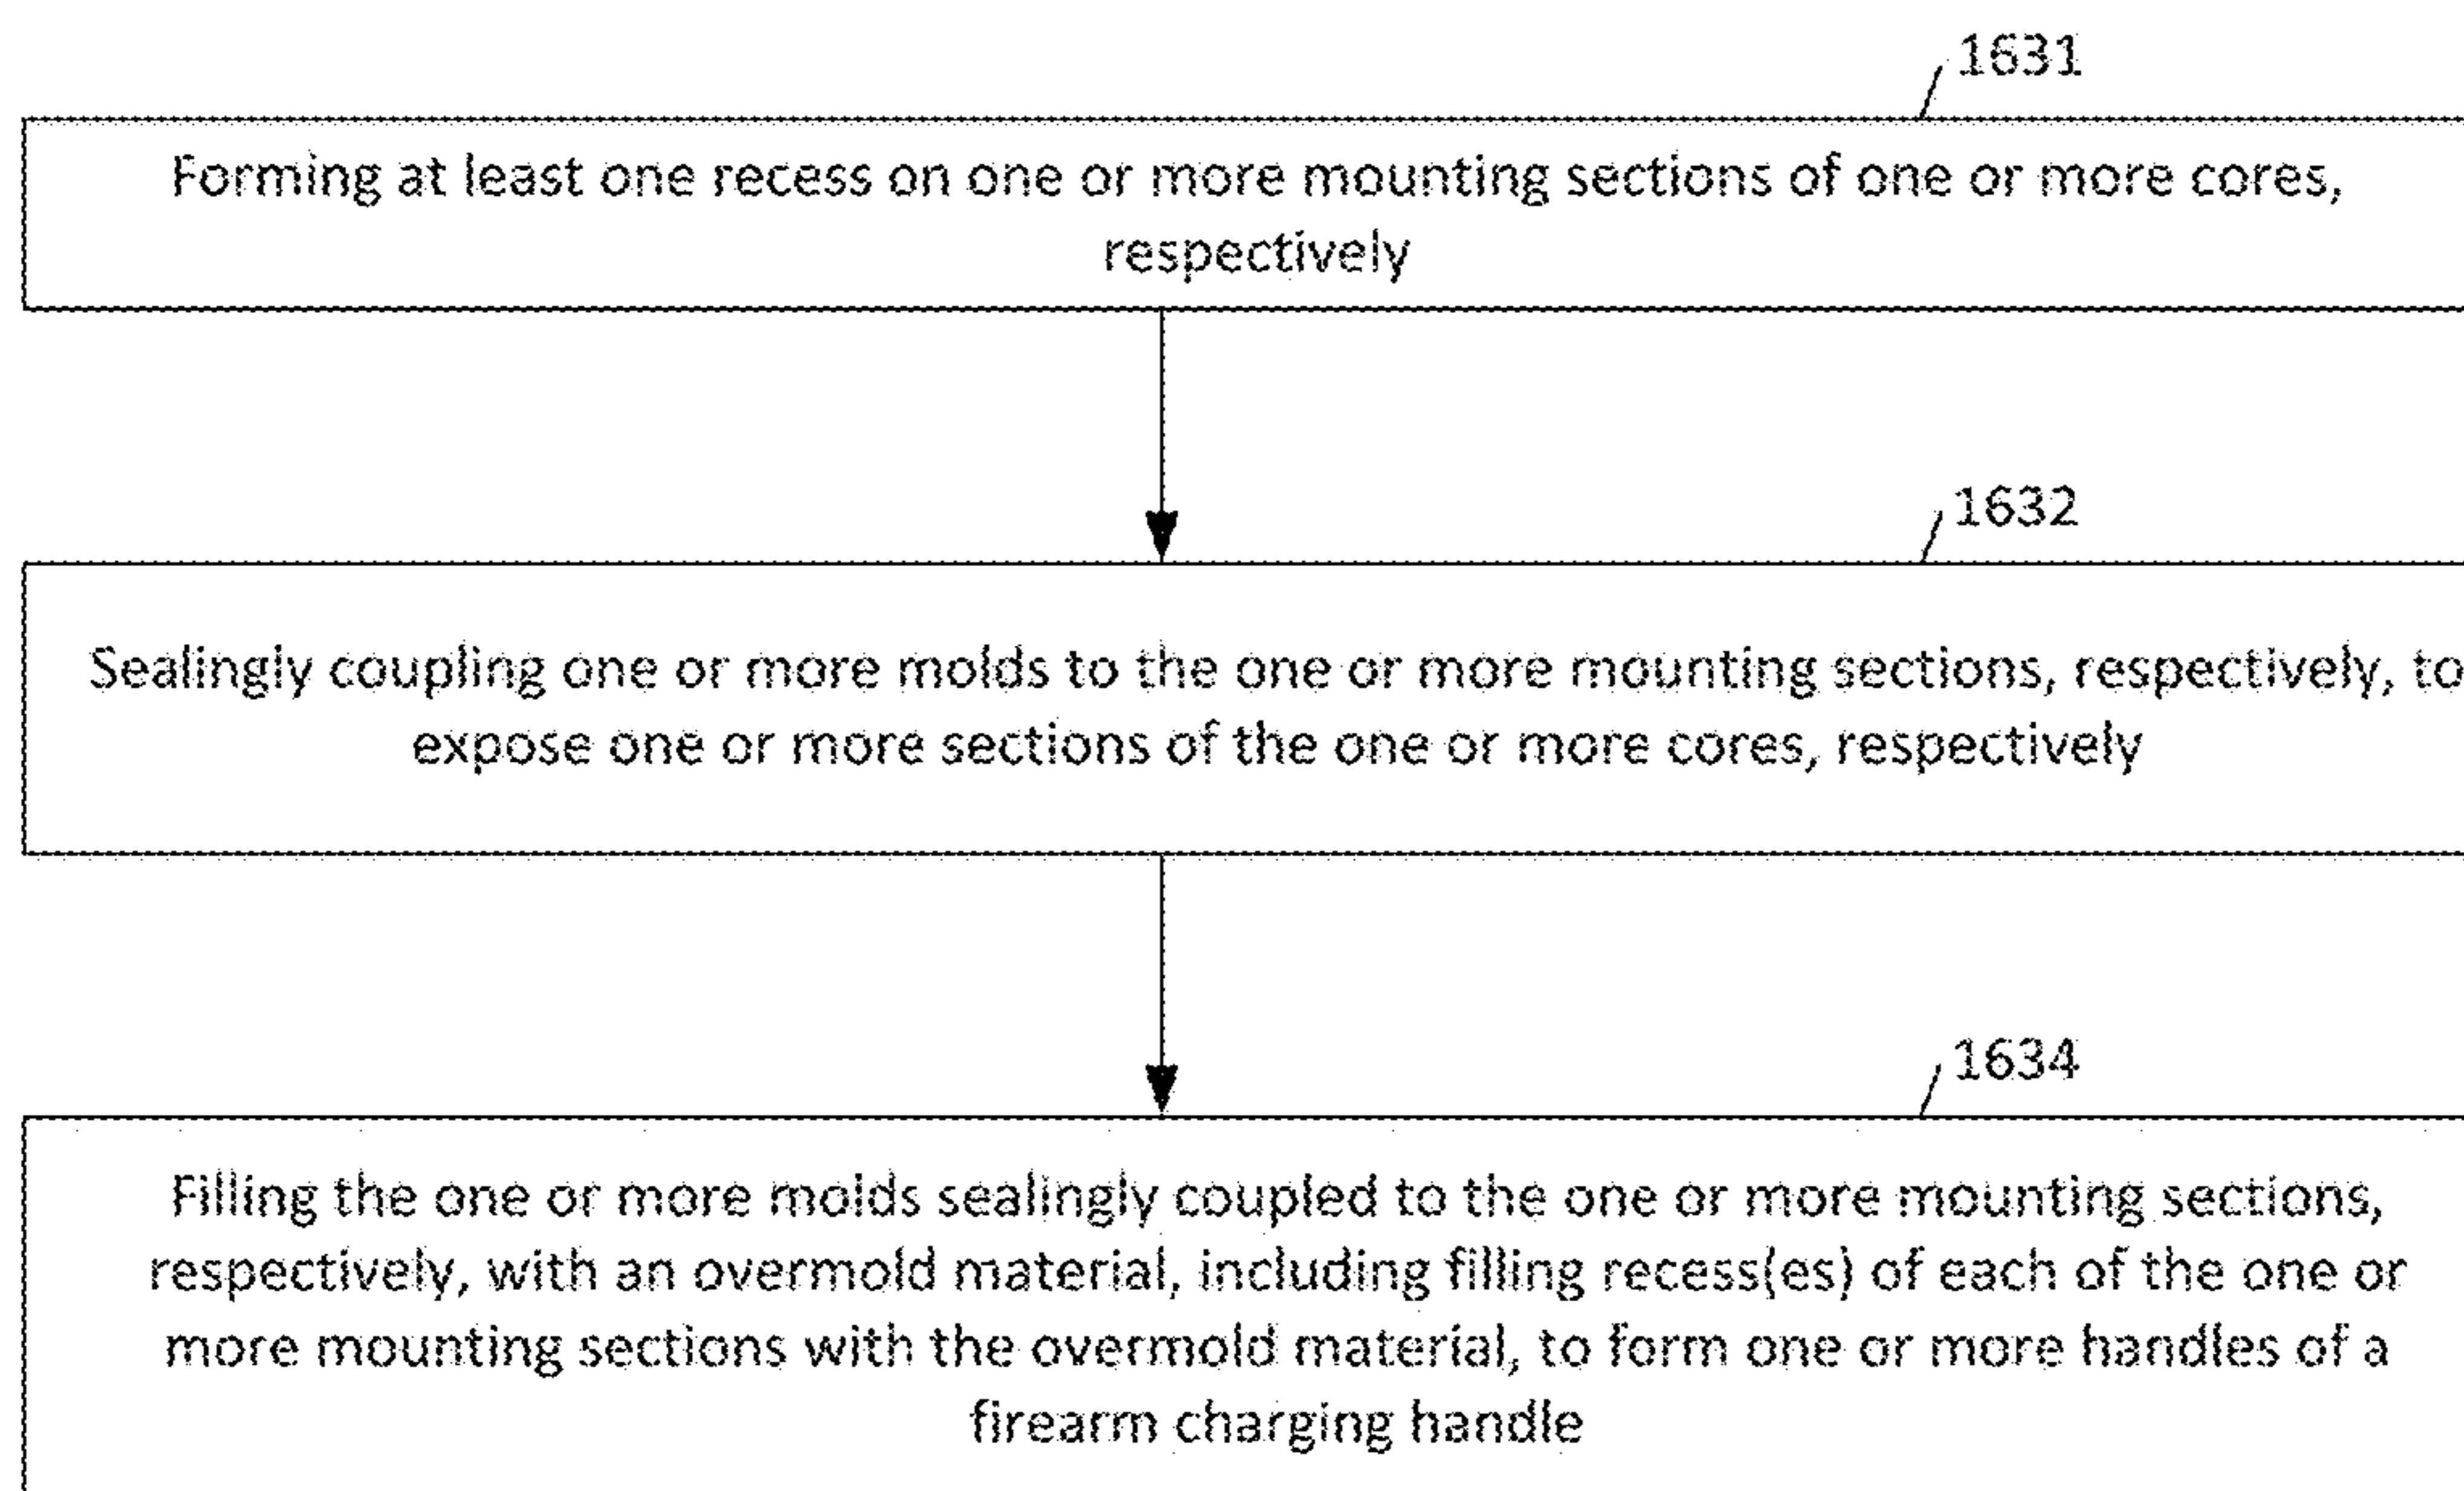 1631
Forming at least one recess on one or more mounting sections of one or more cores,
respectively
1632
Sealingly coupling one or more molds to the one or more mounting sections, respectively, to
expose one or more sections of the one or more cores, respectively
1634
Filling the one or more molds sealingly coupled to the one or more mounting sections,
respectively, with an overmold material, including filling recess(es) of each of the one or
more mounting sections with the overmold material, to form one or more handles of a
firearm charging handle